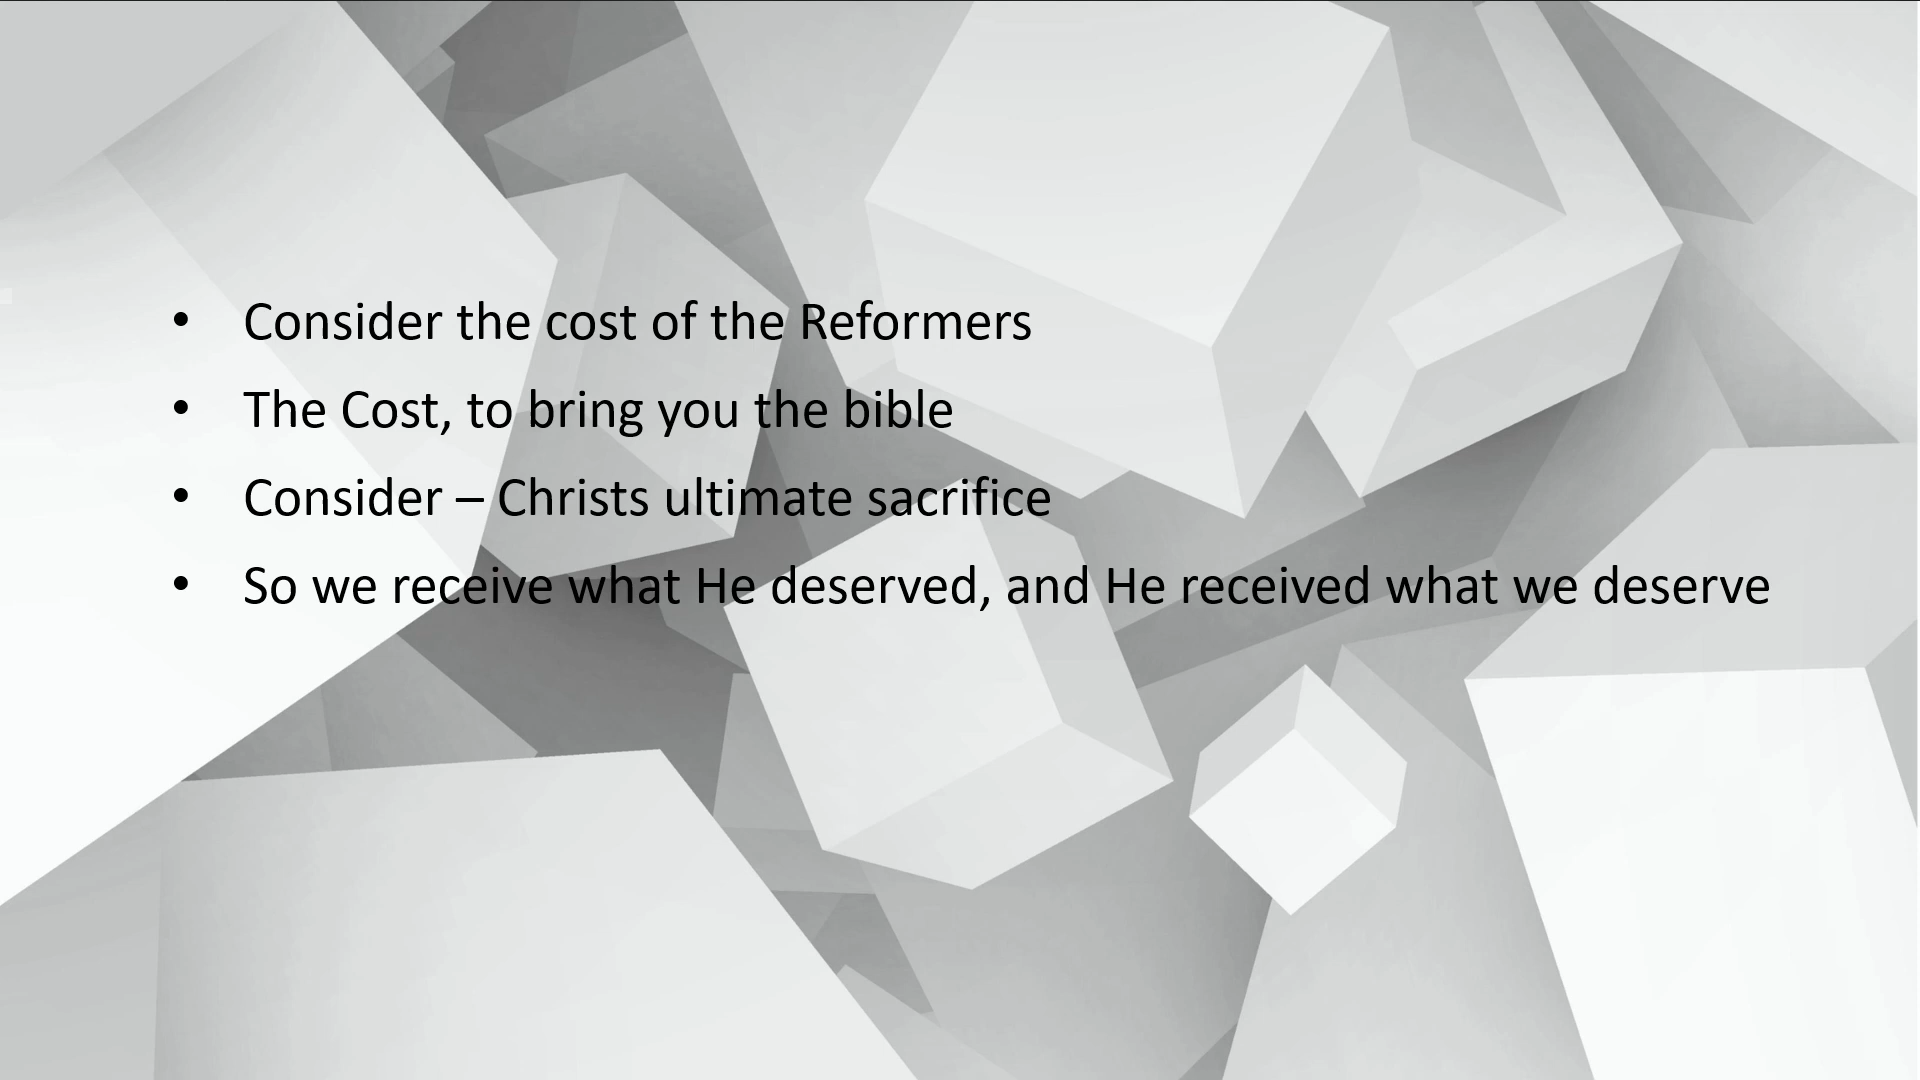 • Consider the cost of the Reformers
• The Cost, to bring you the bible
• Consider – Christs ultimate sacrifice
• So we receive what He deserved, and He received what we deserve